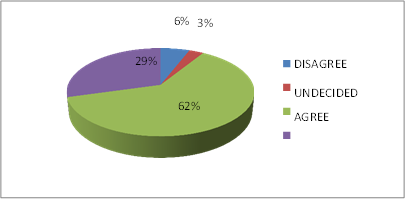 6%
3%
29%
62%
DISAGREE
UNDECIDED
AGREE